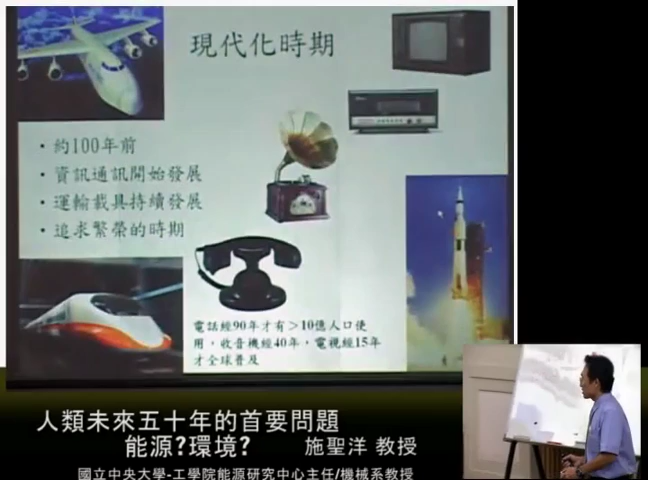 現代化時期
・約100年前
・資訊通訊開始發展
・運輸載具持續發展
・追求繁榮的時期
電話經90年才有＞10億人口使
用，收音機經40年，電視經15年
才全球普及
人類未來五十年的首要問題
能源?環境? 施聖洋 教授
國立中央大學-工學院能源研究中心主任/機械系教授